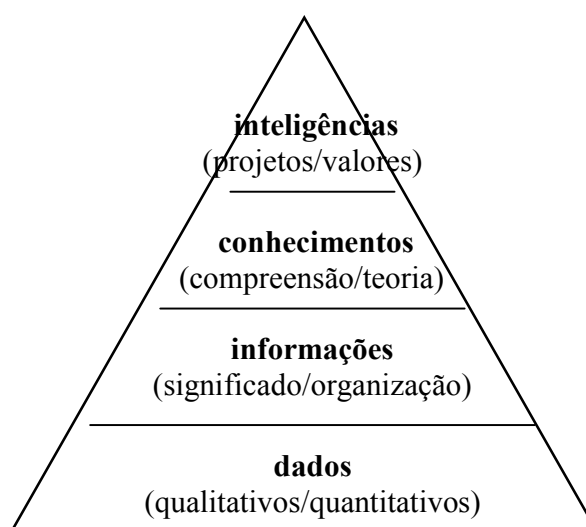 inteligências
(projetos/valores)
conhecimentos
(compreensão/teoria)
informações
(significado/organização)
dados
(qualitativos/quantitativos)